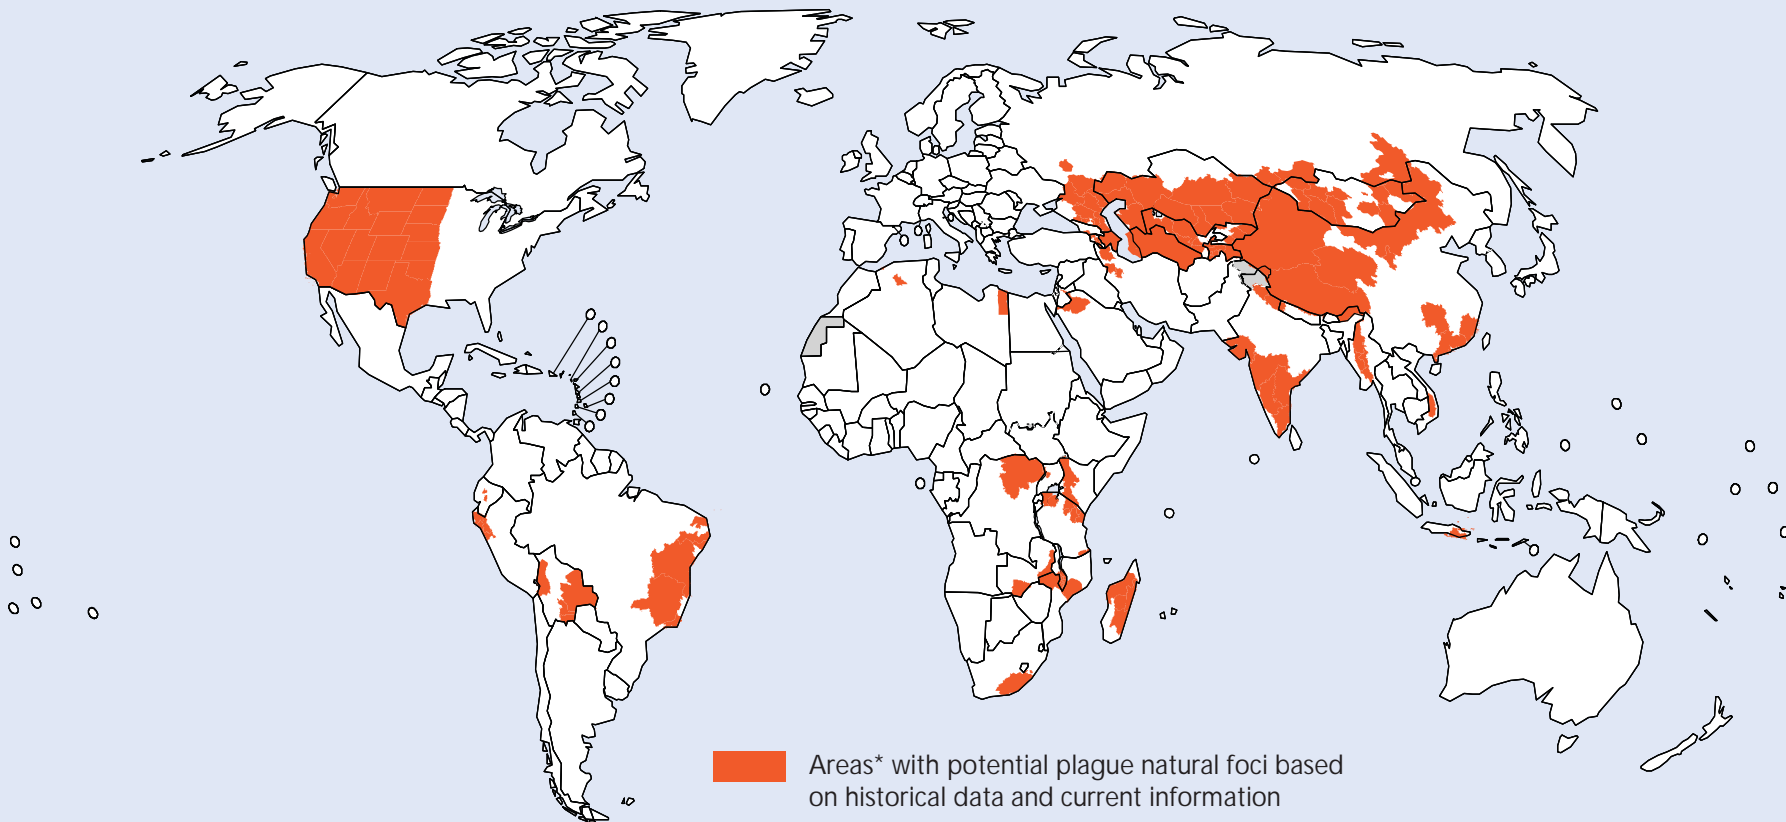 Areas* with potential plague natural foci based
on historical data and current information